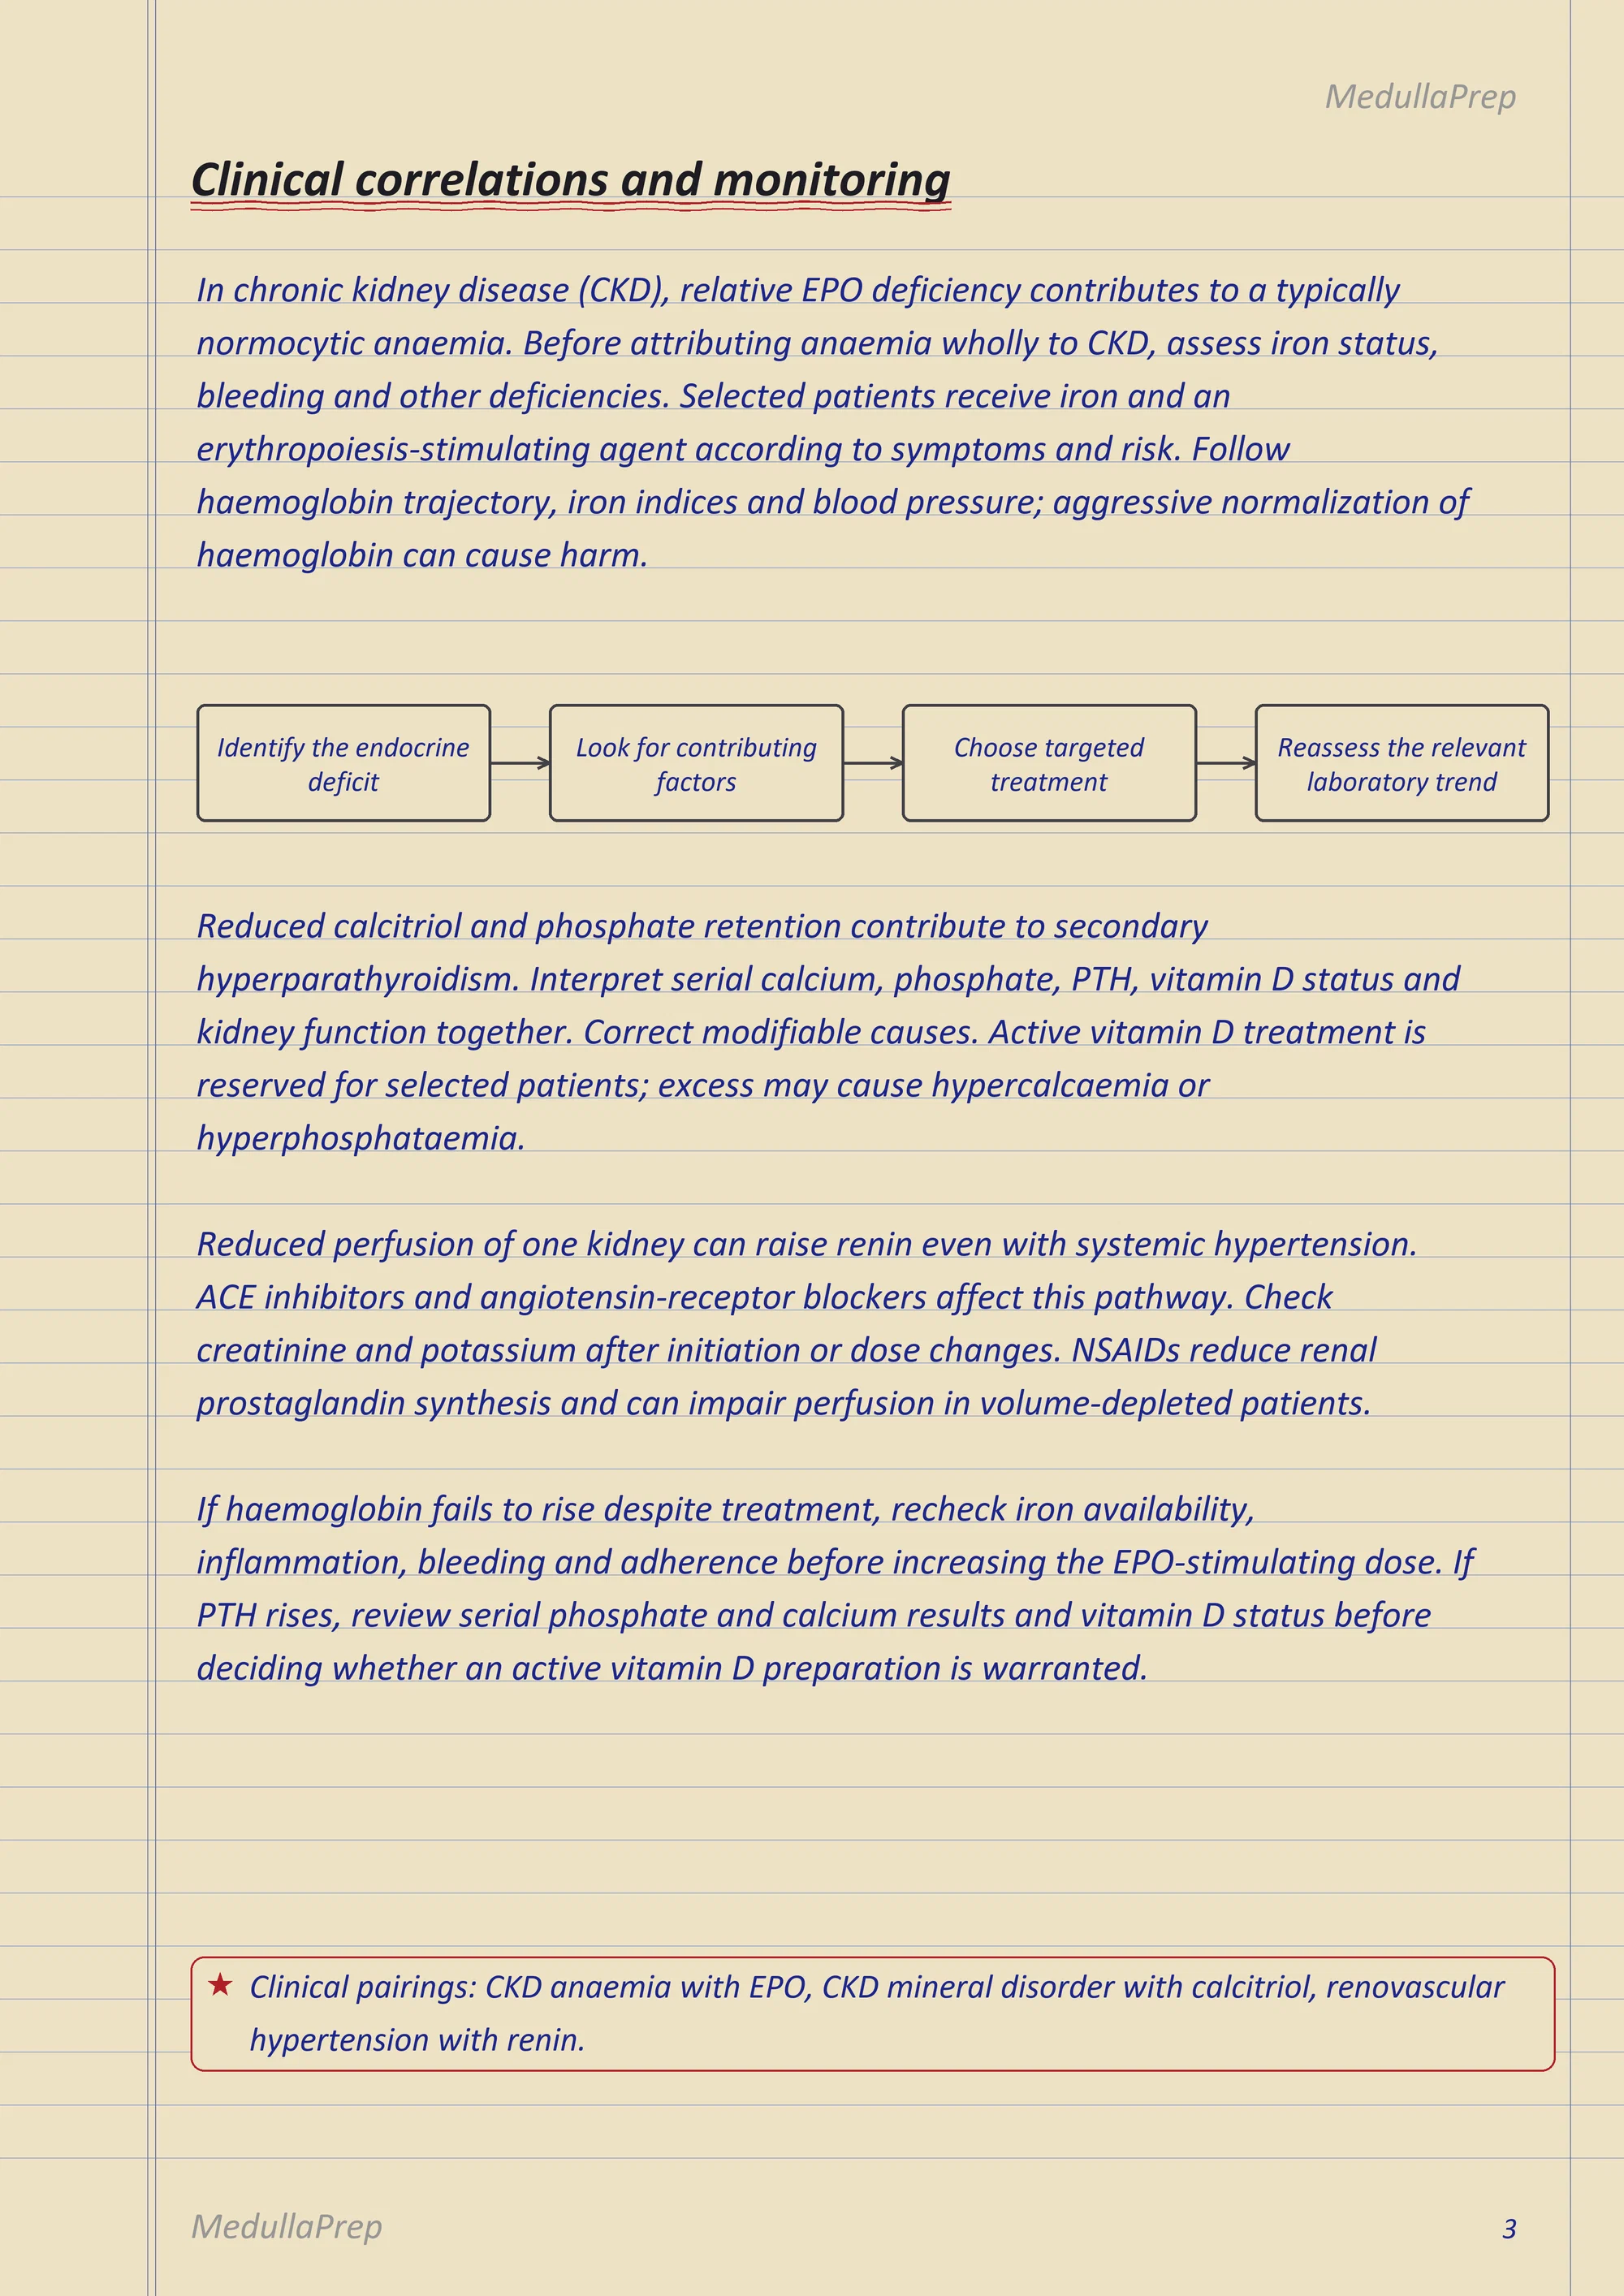 MedullaPrep
Clinical correlations and monitoring
In chronic kidney disease (CKD), relative EPO deficiency contributes to a typically
normocytic anaemia. Before attributing anaemia wholly to CKD, assess iron status,
bleeding and other deficiencies. Selected patients receive iron and an
erythropoiesis-stimulating agent according to symptoms and risk. Follow
haemoglobin trajectory, iron indices and blood pressure; aggressive normalization of
haemoglobin can cause harm.
Identify the endocrine
deficit
Look for contributing
factors
Choose targeted
treatment
Reassess the relevant
laboratory trend
Reduced calcitriol and phosphate retention contribute to secondary
hyperparathyroidism. Interpret serial calcium, phosphate, PTH, vitamin D status and
kidney function together. Correct modifiable causes. Active vitamin D treatment is
reserved for selected patients; excess may cause hypercalcaemia or
hyperphosphataemia.
Reduced perfusion of one kidney can raise renin even with systemic hypertension.
ACE inhibitors and angiotensin-receptor blockers affect this pathway. Check
creatinine and potassium after initiation or dose changes. NSAIDs reduce renal
prostaglandin synthesis and can impair perfusion in volume-depleted patients.
If haemoglobin fails to rise despite treatment, recheck iron availability,
inflammation, bleeding and adherence before increasing the EPO-stimulating dose. If
PTH rises, review serial phosphate and calcium results and vitamin D status before
deciding whether an active vitamin D preparation is warranted.
★ Clinical pairings: CKD anaemia with EPO, CKD mineral disorder with calcitriol, renovascular
hypertension with renin.
MedullaPrep
3